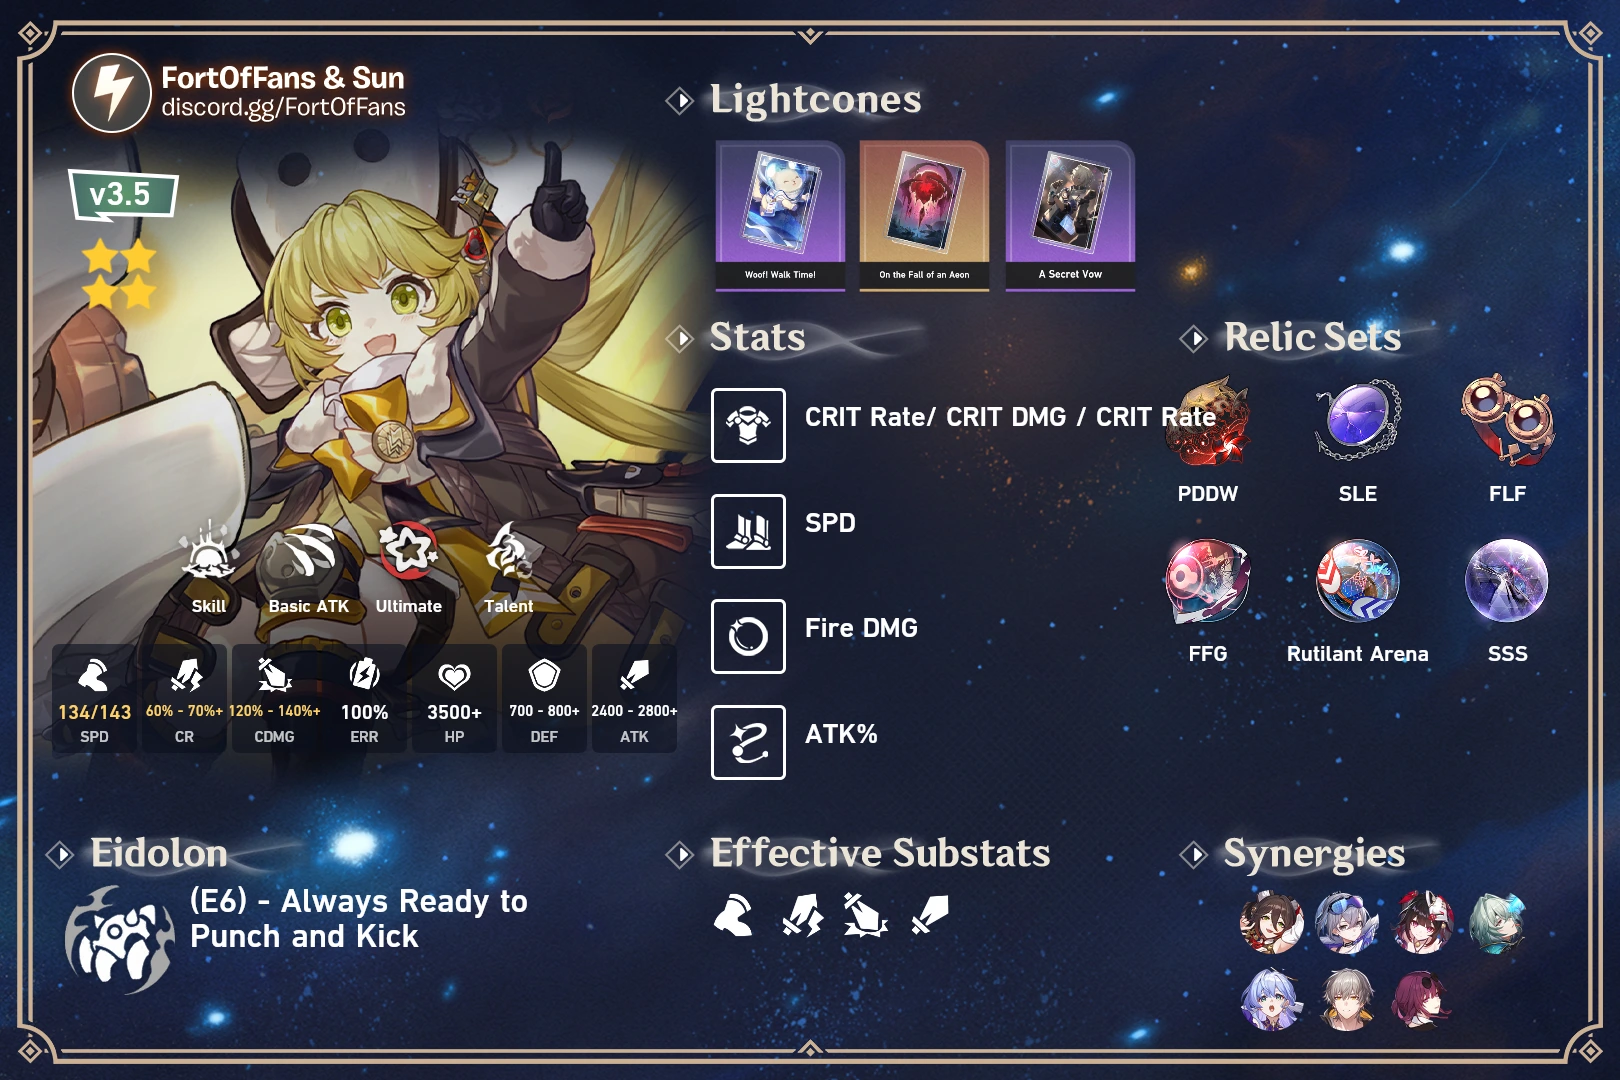 FortOfFans & Sun
discord.gg/FortOfFans
v3.5
Skill
Basic ATK
Ultimate
Talent
134/143
SPD
60% - 70%+
CR
120% - 140%+
CDMG
100%
ERR
3500+
HP
700 - 800+
DEF
2400 - 2800+
ATK
Eidolon
(E6) - Always Ready to
Punch and Kick
Lightcones
Woof! Walk Time!
On the Fall of an Aeon
A Secret Vow
Stats
CRIT Rate/ CRIT DMG / CRIT Rate
SPD
Fire DMG
ATK%
Relic Sets
PDDW
SLE
FLF
FFG
Rutilant Arena
SSS
Effective Substats
Synergies